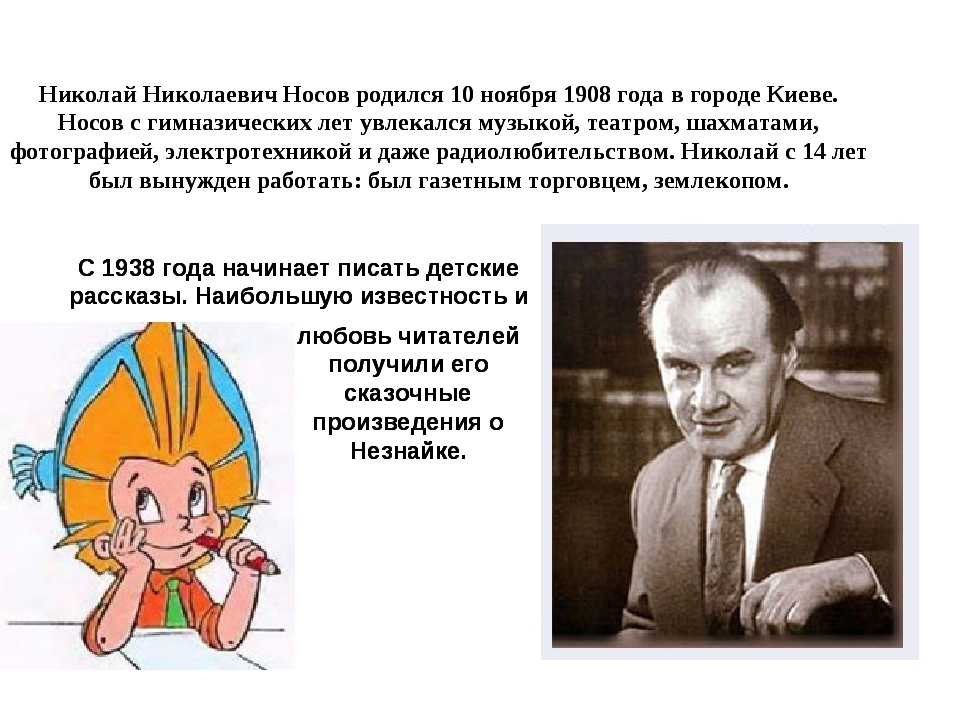 Николай Николаевич Носов родился 10 ноября 1908 года в городе Киеве.
Носов с гимназических лет увлекался музыкой, театром, шахматами,
фотографией, электротехникой и даже радиолюбительством. Николай с 14 лет
был вынужден работать: был газетным торговцем, землекопом.
С 1938 года начинает писать детские
рассказы. Наибольшую известность и
любовь читателей
получили его
сказочные
произведения о
Незнайке.